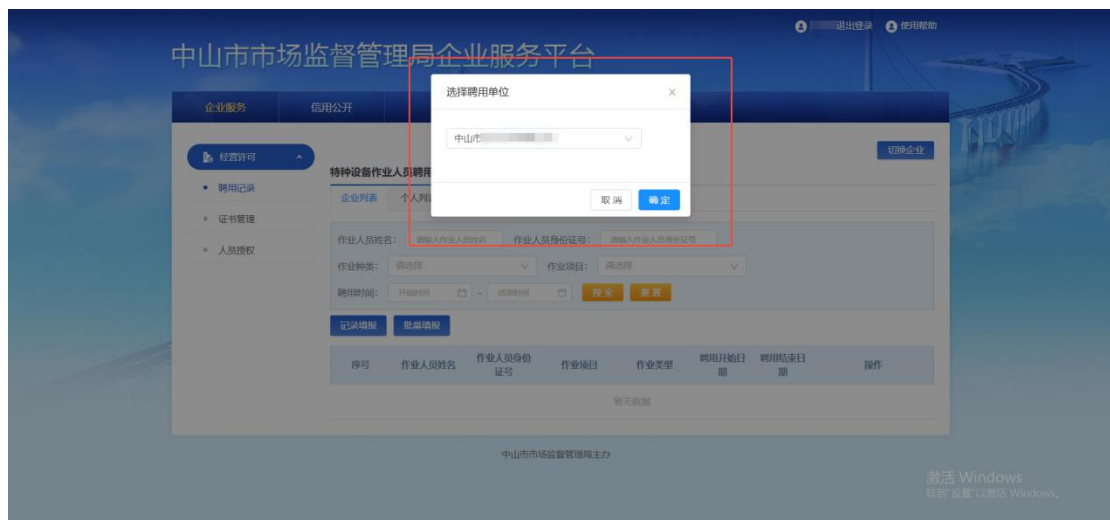 退出登录 使用帮助
中山市市场监督管理局企业服务平台
企业服务 信用公开
选择聘用单位 ×
中山市
取 消 确 定
切换企业
经营许可
聘用记录
证书管理
人员授权
特种设备作业人员聘用
企业列表 个人列
作业人员姓名： 请输入作业人员姓名 作业人员身份证号： 请输入作业人员身份证号
作业种类： 请选择 作业项目： 请选择
聘用时间： 开始时间 ~ 结束时间 搜 索 重 置
记录填报 批量填报
序号 作业人员姓名 作业人员身份证号 作业项目 作业类型 聘用开始日期 聘用结束日期 操作
暂无数据
中山市市场监督管理局主办
激活 Windows
转到"设置"以激活 Windows。